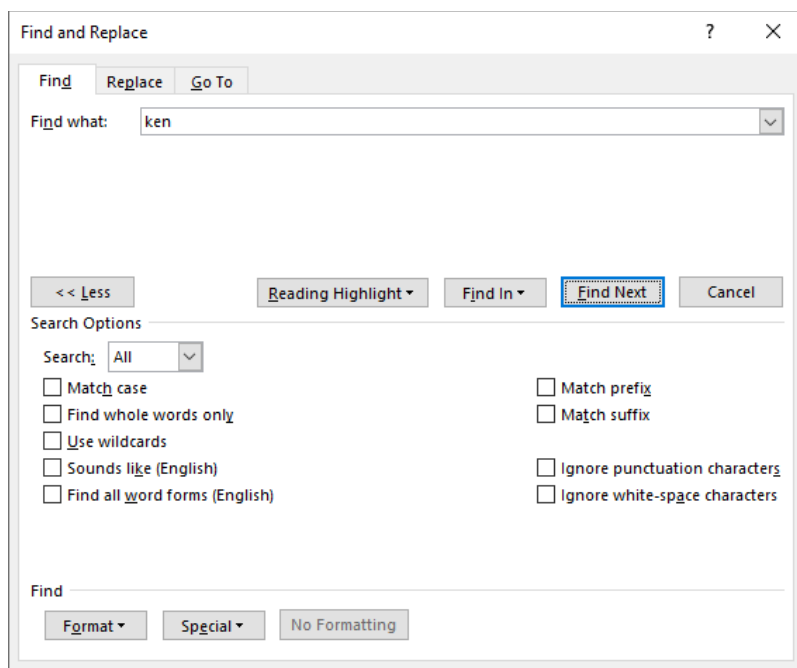 Find and Replace ?
Find Replace Go To
Find what: ken
<< Less Reading Highlight Find In Find Next Cancel
Search Options
Search: All
Match case Match prefix
Find whole words only Match suffix
Use wildcards
Sounds like (English) Ignore punctuation characters
Find all word forms (English) Ignore white-space characters
Find
Format Special No Formatting